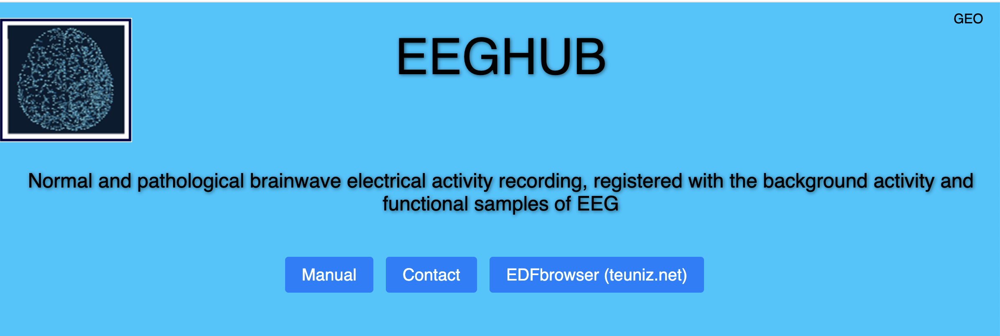 GEO
EEGHUB
Normal and pathological brainwave electrical activity recording, registered with the background activity and
functional samples of EEG
Manual
Contact
EDFbrowser (teuniz.net)